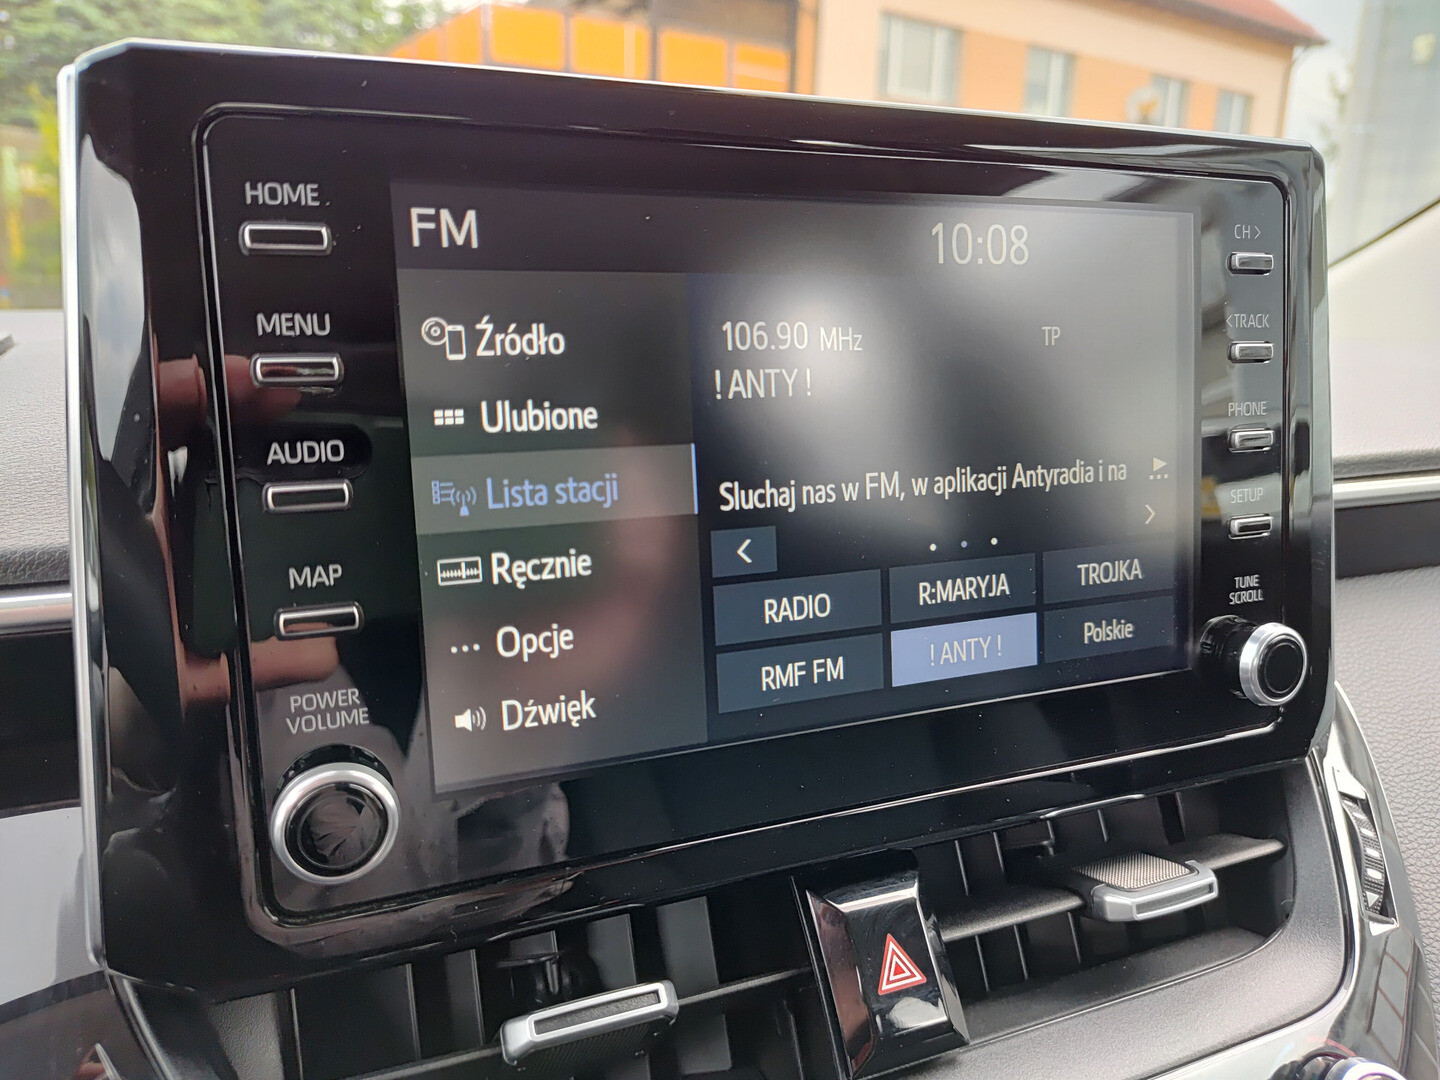 HOME
MENU
AUDIO
MAP
POWER
VOLUME
FM
10:08
Źródło
Ulubione
Lista stacji
Ręcznie
... Opcje
Dźwięk
106.90 MHz
TP
! ANTY !
Sluchaj nas w FM, w aplikacji Antyradia i na
<
>
RADIO
R:MARYJA
TROJKA
RMF FM
! ANTY !
Polskie
CH >
< TRACK
PHONE
SETUP
TUNE
SCROLL